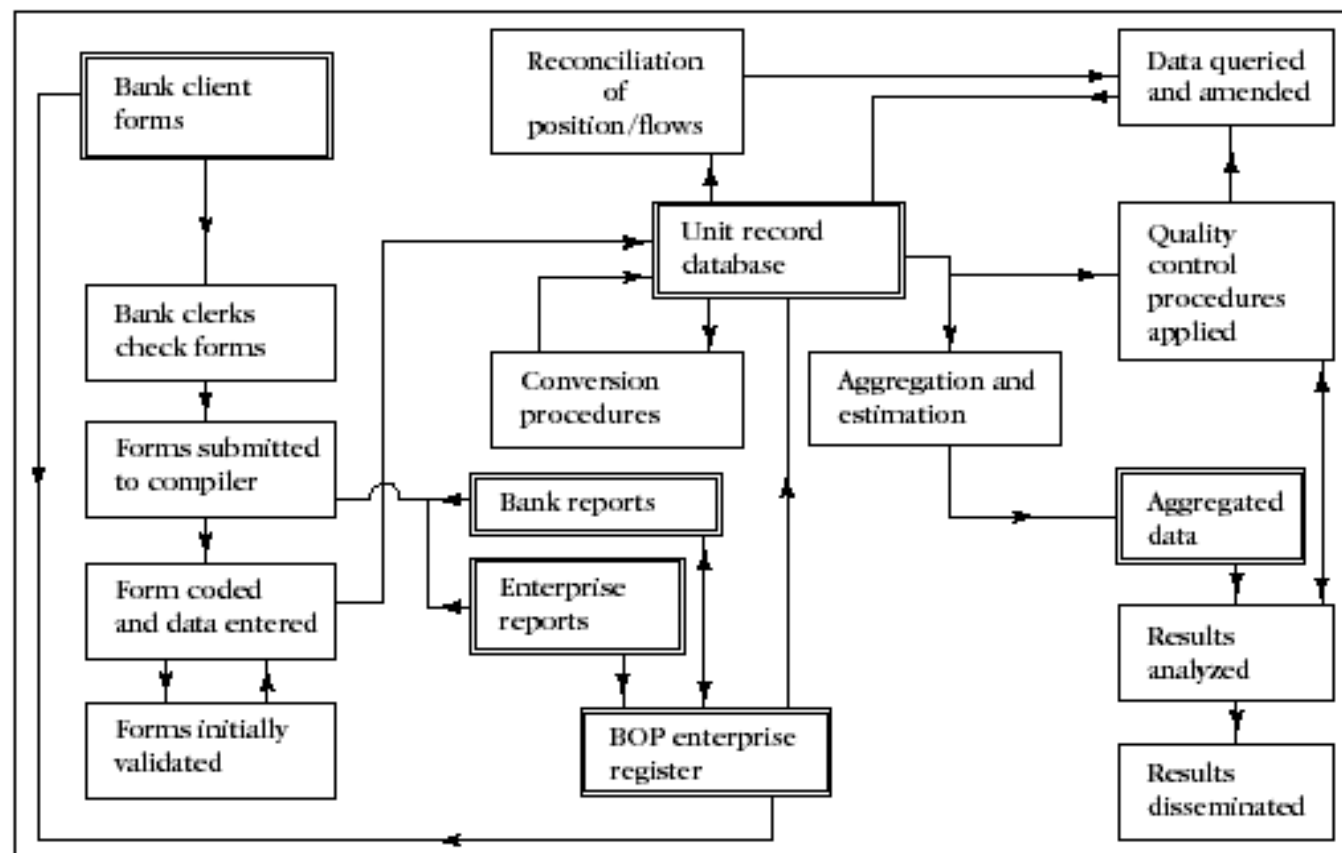 Bank client
forms
Bank clerks
check forms
Forms submitted
to compiler
Form coded
and data entered
Forms initially
validated
Reconciliation
of
position/flows
Unit record
database
Conversion
procedures
Bank reports
Enterprise
reports
BOP enterprise
register
Aggregation and
estimation
Data queried
and amended
Quality
control
procedures
applied
Aggregated
data
Results
analyzed
Results
disseminated